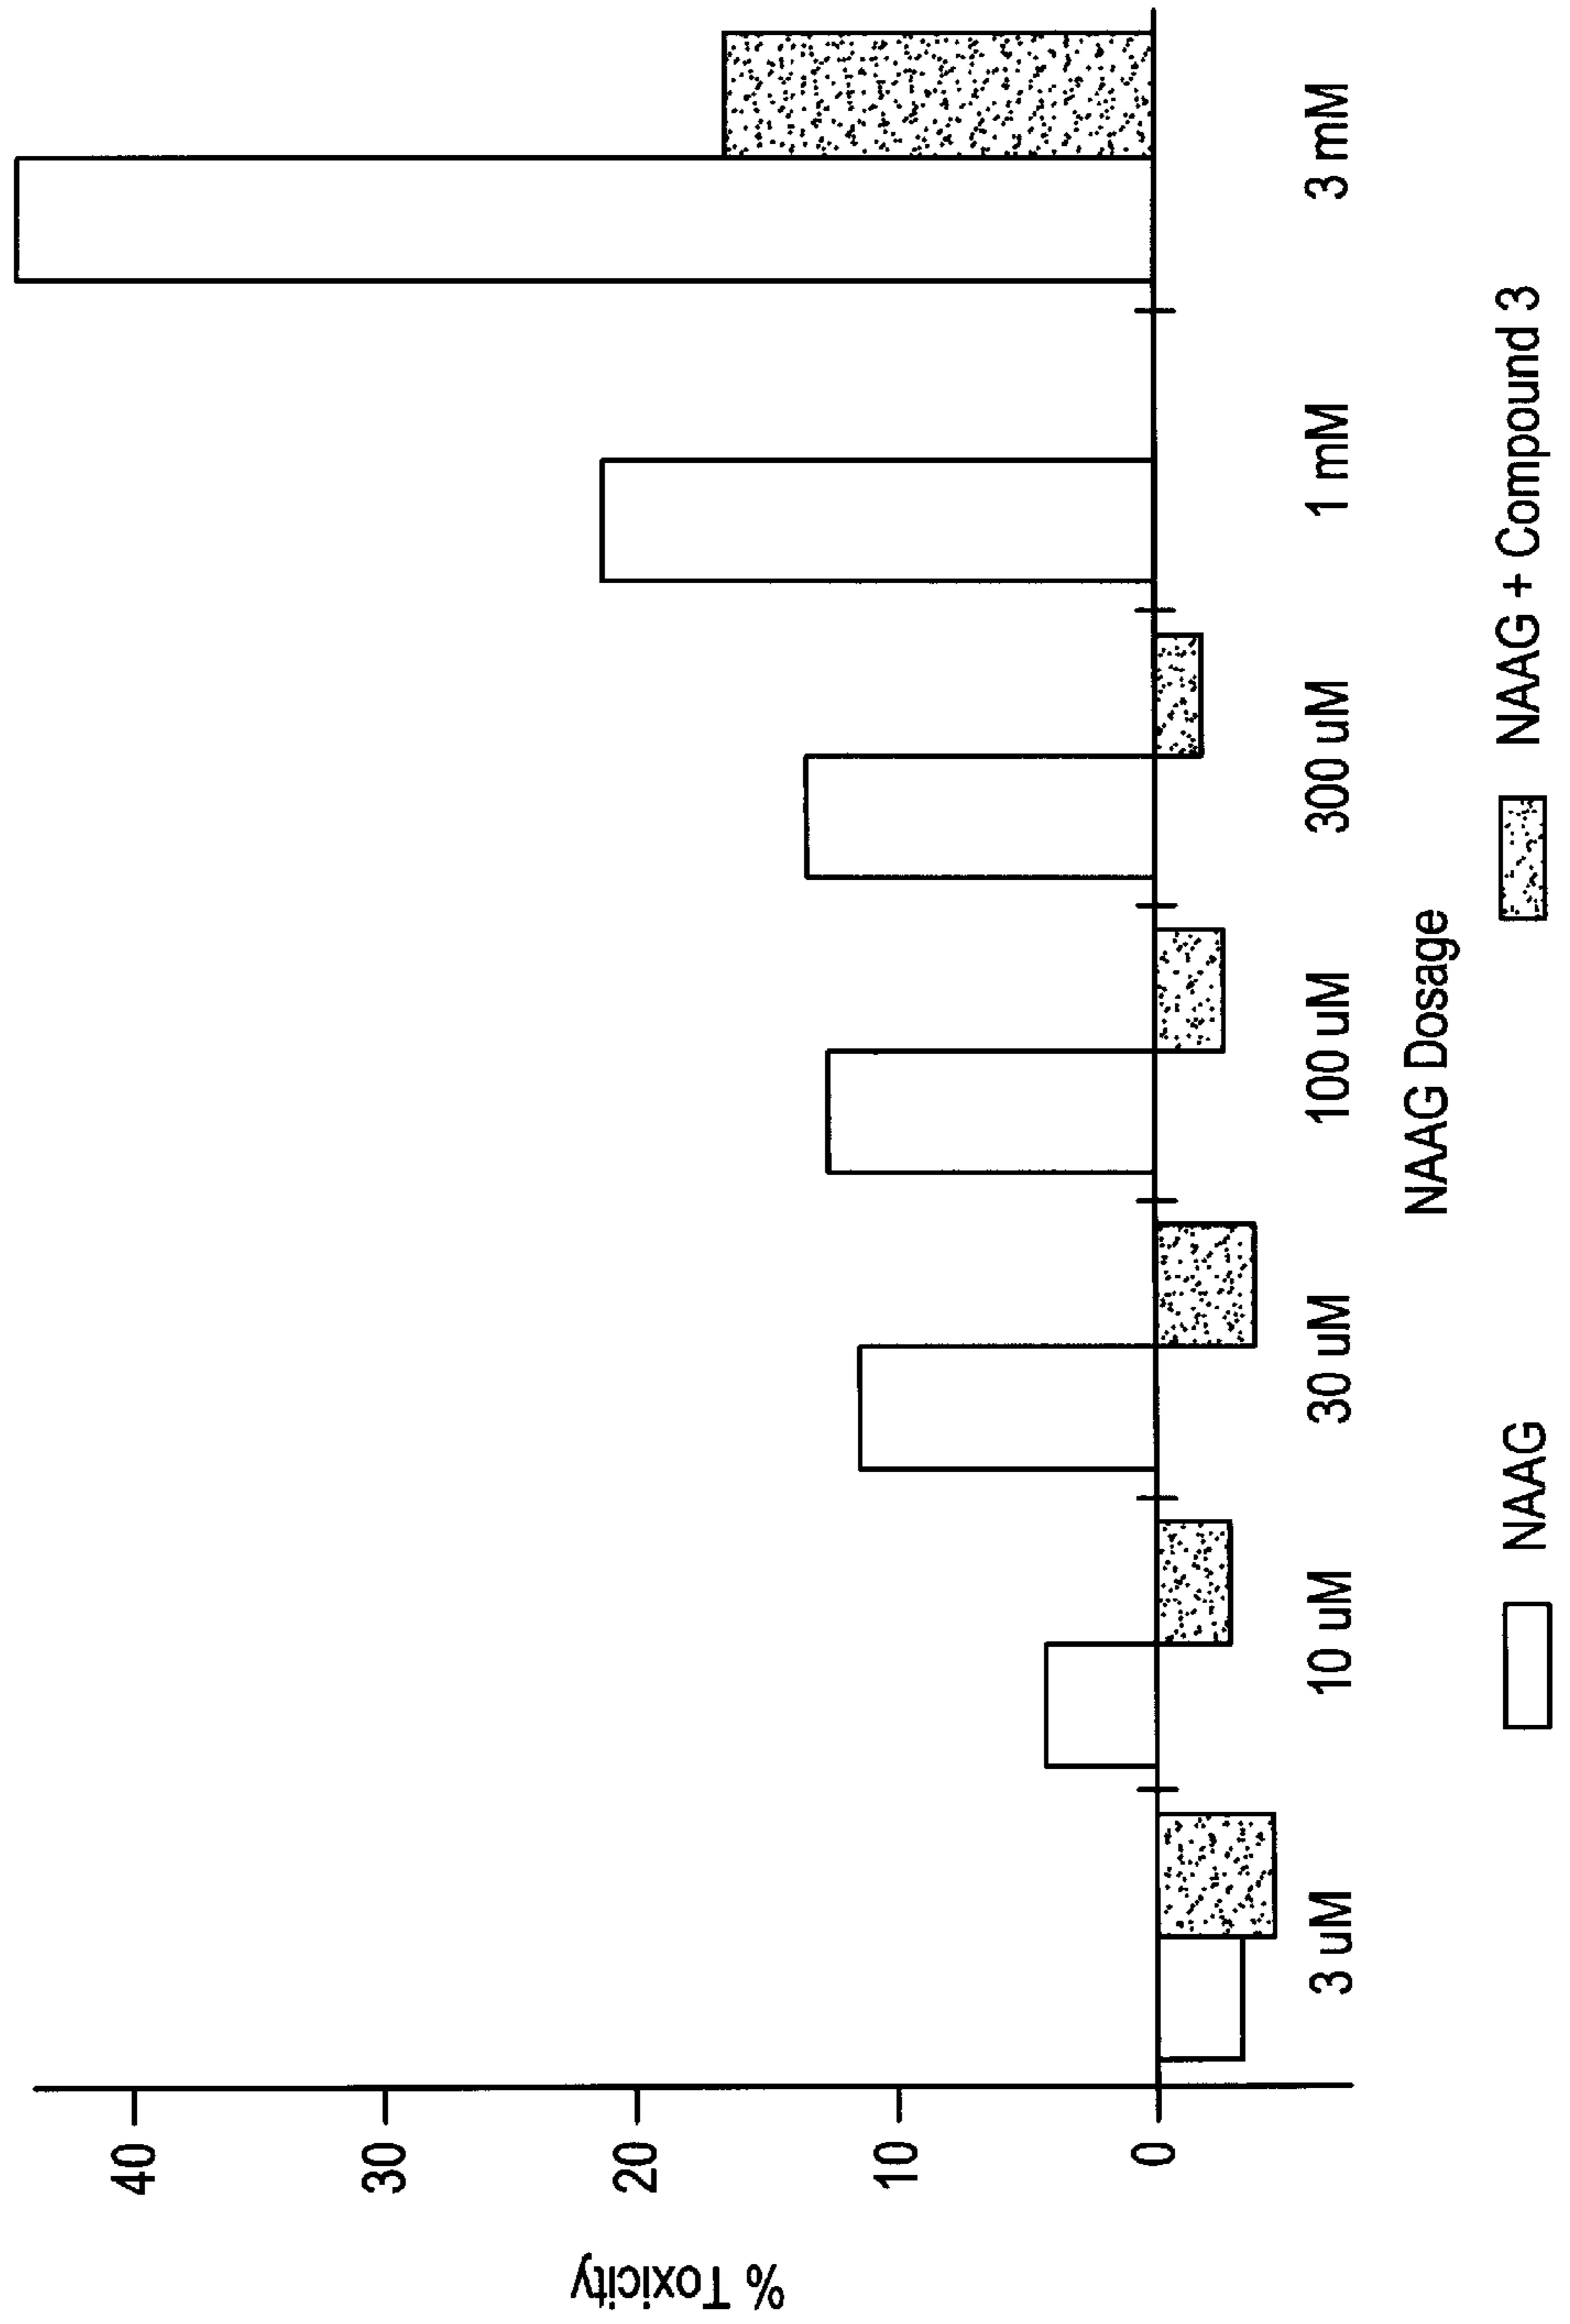 % Toxicity
40
30
20
10
0
3 uM 10 uM 30 uM 100 uM 300 uM 1 mM 3 mM
NAAG Dosage
NAAG NAAG + Compound 3